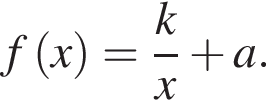 f (x) = k/x + a.